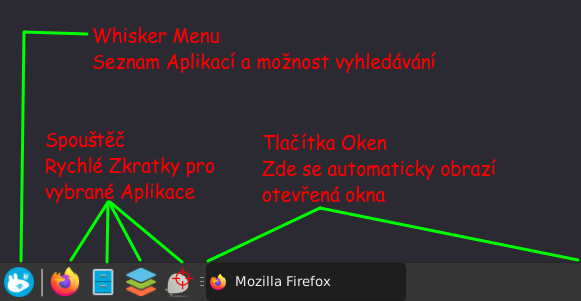 Whisker Menu
Seznam Aplikací a možnost vyhledávání
Spouštěč
Rychlé Zkratky pro
vybrané Aplikace
Tlačítka Oken
Zde se automaticky obrazí
otevřená okna
Mozilla Firefox